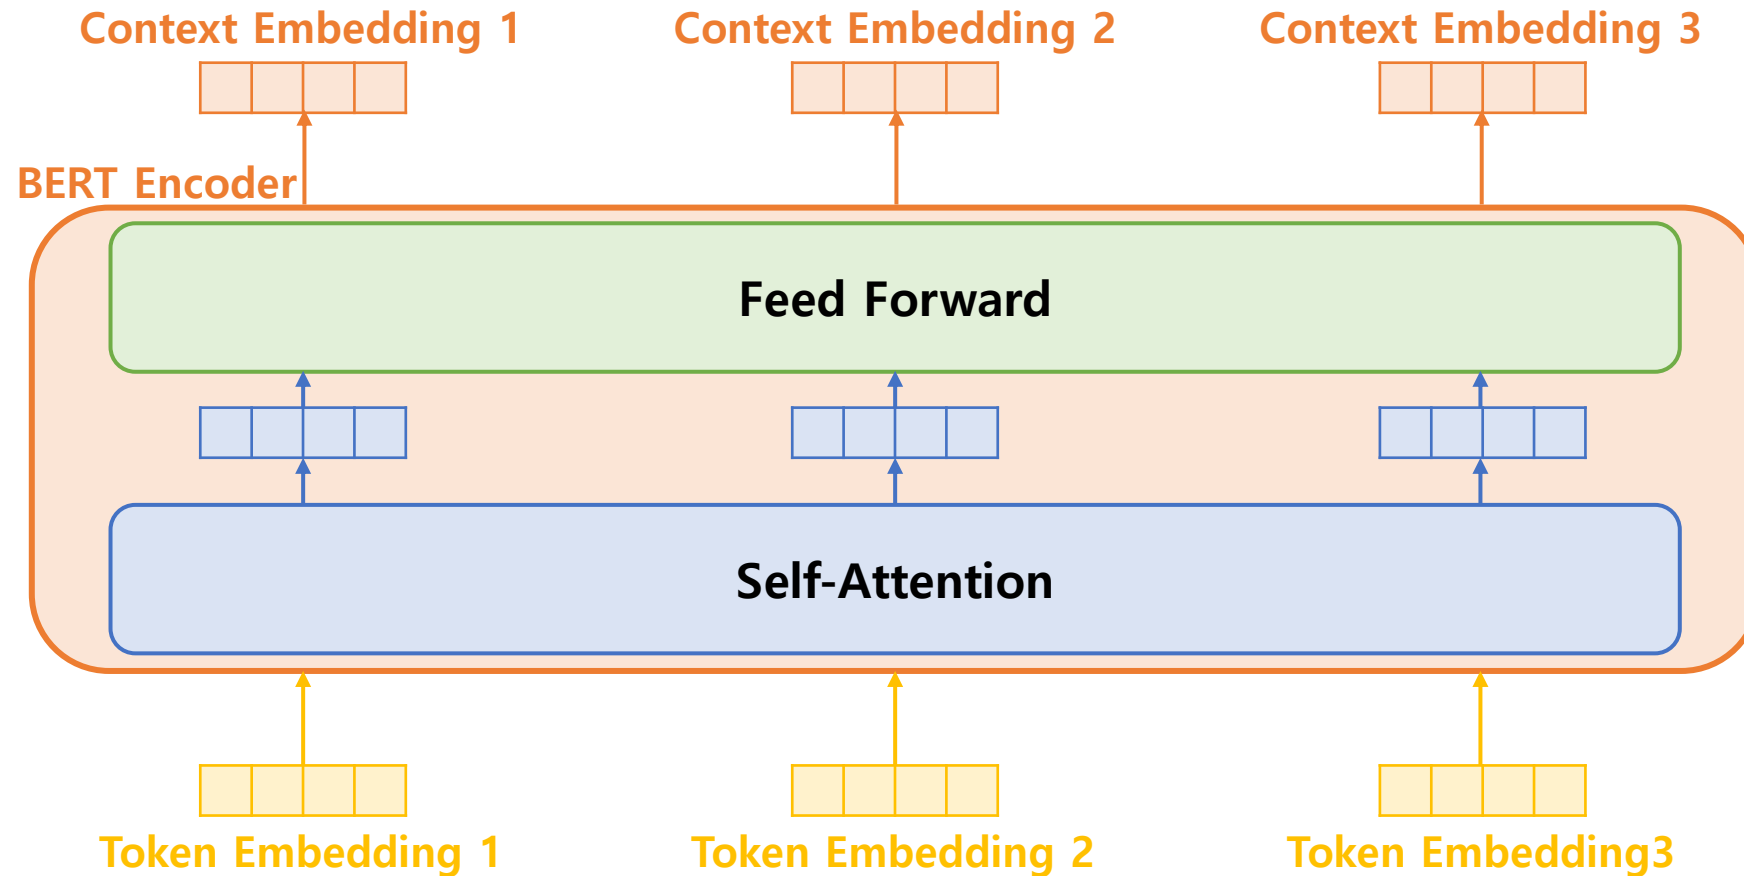 Context Embedding 1
Context Embedding 2
Context Embedding 3
BERT Encoder
Feed Forward
Self-Attention
Token Embedding 1
Token Embedding 2
Token Embedding3